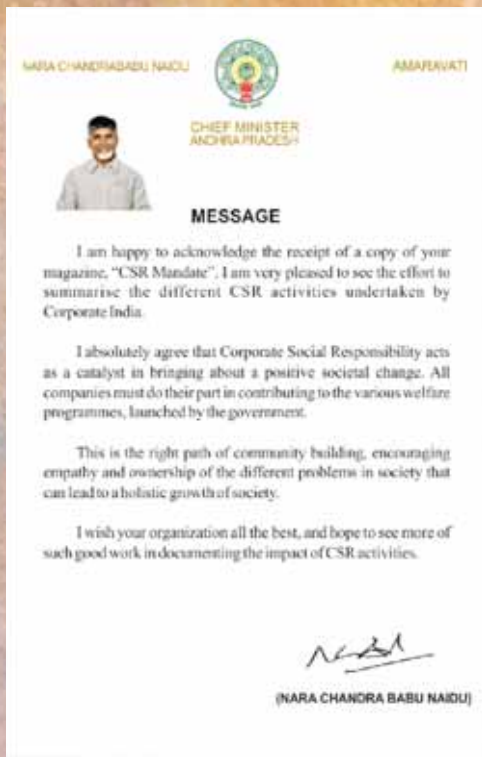 NARA CHANDRABABU NAIDU
AMARAVATI
CHIEF MINISTER
ANDHRA PRADESH
MESSAGE
I am happy to acknowledge the receipt of a copy of your
magazine, "CSR Mandate". I am very pleased to see the effort to
summarise the different CSR activities undertaken by
Corporate India.
I absolutely agree that Corporate Social Responsibility acts
as a catalyst in bringing about a positive societal change. All
companies must do their part in contributing to the various welfare
programmes, launched by the government.
This is the right path of community building, encouraging
empathy and ownership of the different problems in society that
can lead to a holistic growth of society.
I wish your organization all the best, and hope to see more of
such good work in documenting the impact of CSR activities.
(NARA CHANDRA BABU NAIDU)